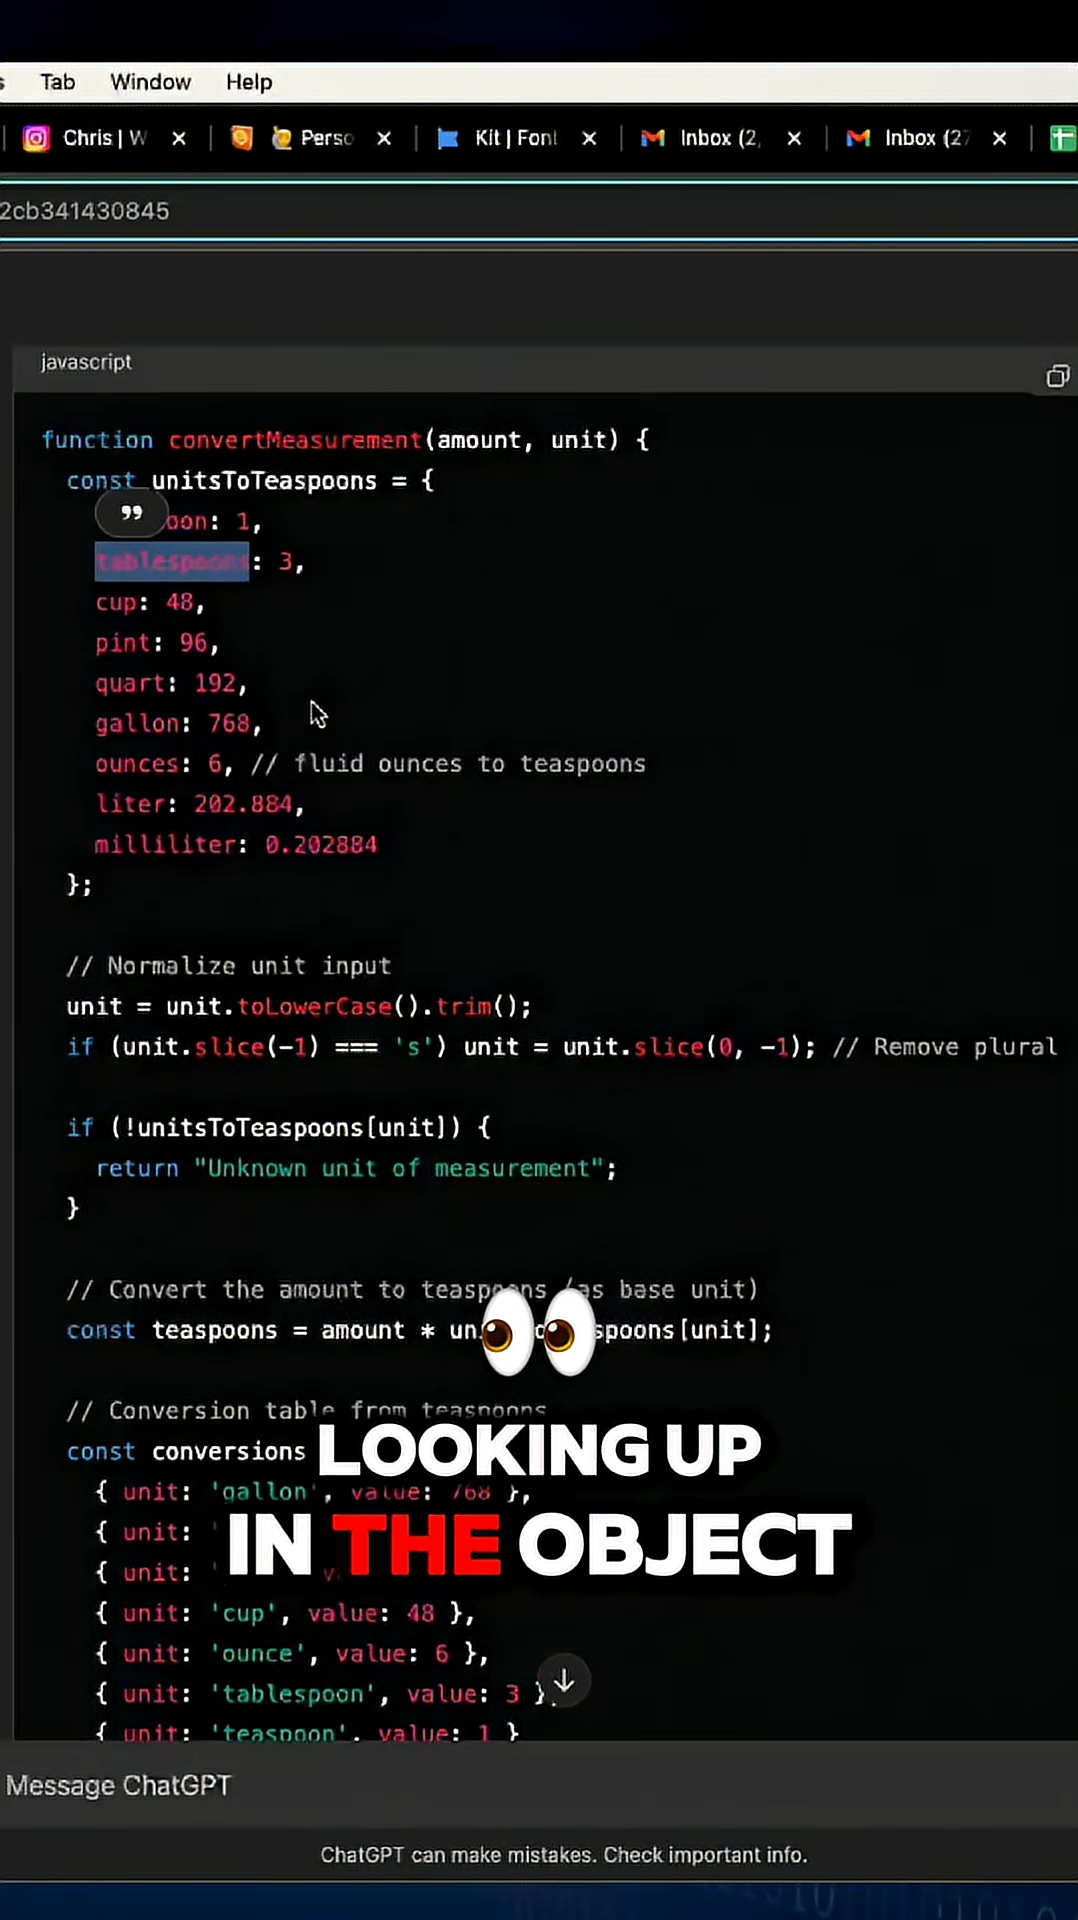 Tab Window Help
Chris | W Perso Kit | Font Inbox (2, Inbox (27
2cb341430845
javascript
function convertMeasurement(amount, unit) {
const unitsToTeaspoons = {
oon: 1,
tablespoons: 3,
cup: 48,
pint: 96,
quart: 192,
gallon: 768,
ounces: 6, // fluid ounces to teaspoons
liter: 202.884,
milliliter: 0.202884
};
// Normalize unit input
unit = unit.toLowerCase().trim();
if (unit.slice(-1) === 's') unit = unit.slice(0, -1); // Remove plural
if (!unitsToTeaspoons[unit]) {
return "Unknown unit of measurement";
}
// Convert the amount to teaspoons (as base unit)
const teaspoons = amount * un spoons[unit];
// Conversion table from teaspoons
const conversions
{ unit: 'gallon', value: 768 },
{ unit: '
{ unit: '
{ unit: 'cup', value: 48 },
{ unit: 'ounce', value: 6 },
{ unit: 'tablespoon', value: 3 },
{ unit: 'teaspoon', value: 1 }
LOOKING UP
IN THE OBJECT
Message ChatGPT
ChatGPT can make mistakes. Check important info.